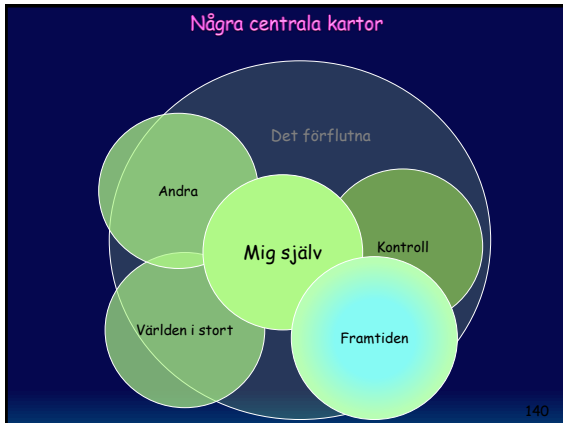 Några centrala kartor
Det förflutna
Andra
Mig själv
Kontroll
Världen i stort
Framtiden
140